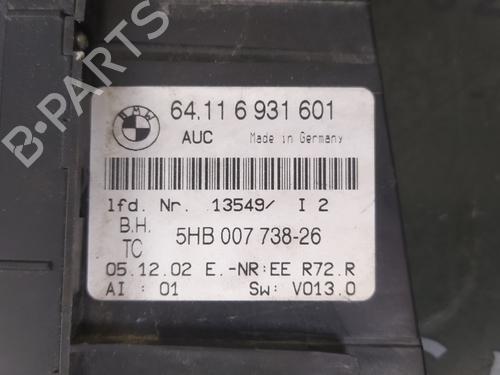 BMW
64.11 6 931 601
AUC Made in Germany
lfd. Nr. 13549/ I 2
B.H.
TC 5HB 007 738-26
05.12.02 E.-NR:EE R72.R
AI : 01 Sw: V013.0
B-PARTS